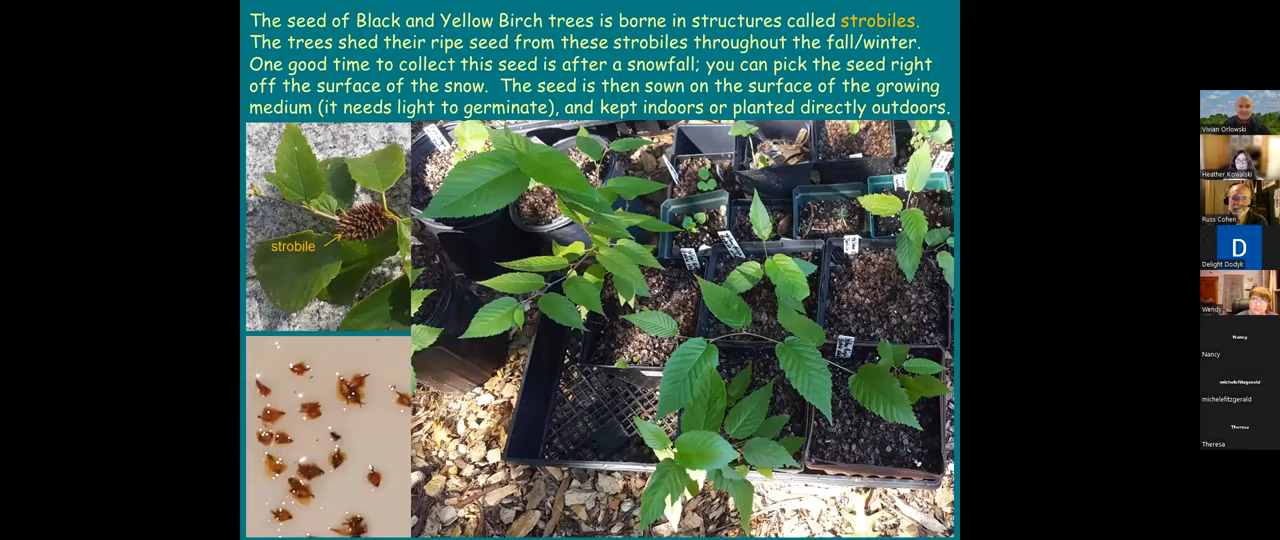 The seed of Black and Yellow Birch trees is borne in structures called strobiles.
The trees shed their ripe seed from these strobiles throughout the fall/winter.
One good time to collect this seed is after a snowfall; you can pick the seed right
off the surface of the snow. The seed is then sown on the surface of the growing
medium (it needs light to germinate), and kept indoors or planted directly outdoors.
strobile
Vivian Orlowski
Heather Kowalski
Russ Cohen
D
Delight Dodyk
Wendy
Nancy
Nancy
michelefitzgerald
michelefitzgerald
Theresa
Theresa